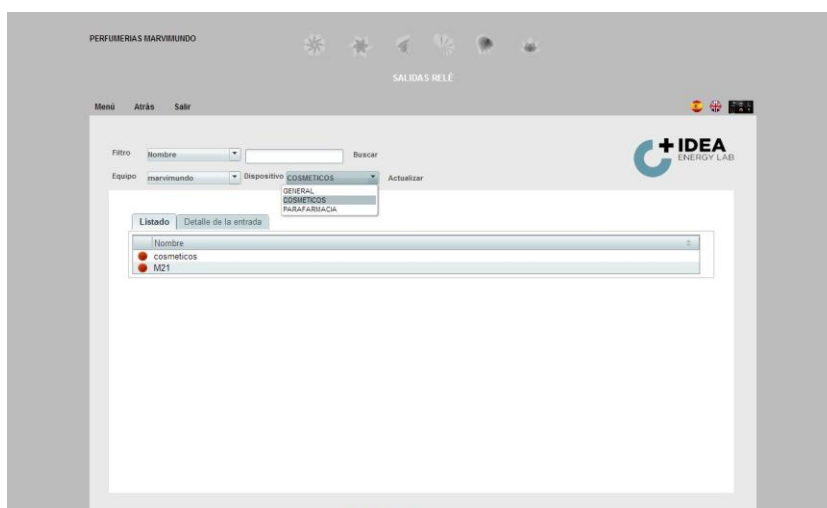 PERFUMERIAS MARVIMUNDO
SALIDAS RELÉ
Menú Atrás Salir
Filtro Nombre Buscar
+ IDEA
ENERGY LAB
Equipo marvimundo Dispositivo COSMETICOS Actualizar
GENERAL
COSMETICOS
PARAFARMACIA
Listado Detalle de la entrada
Nombre
cosmeticos
M21